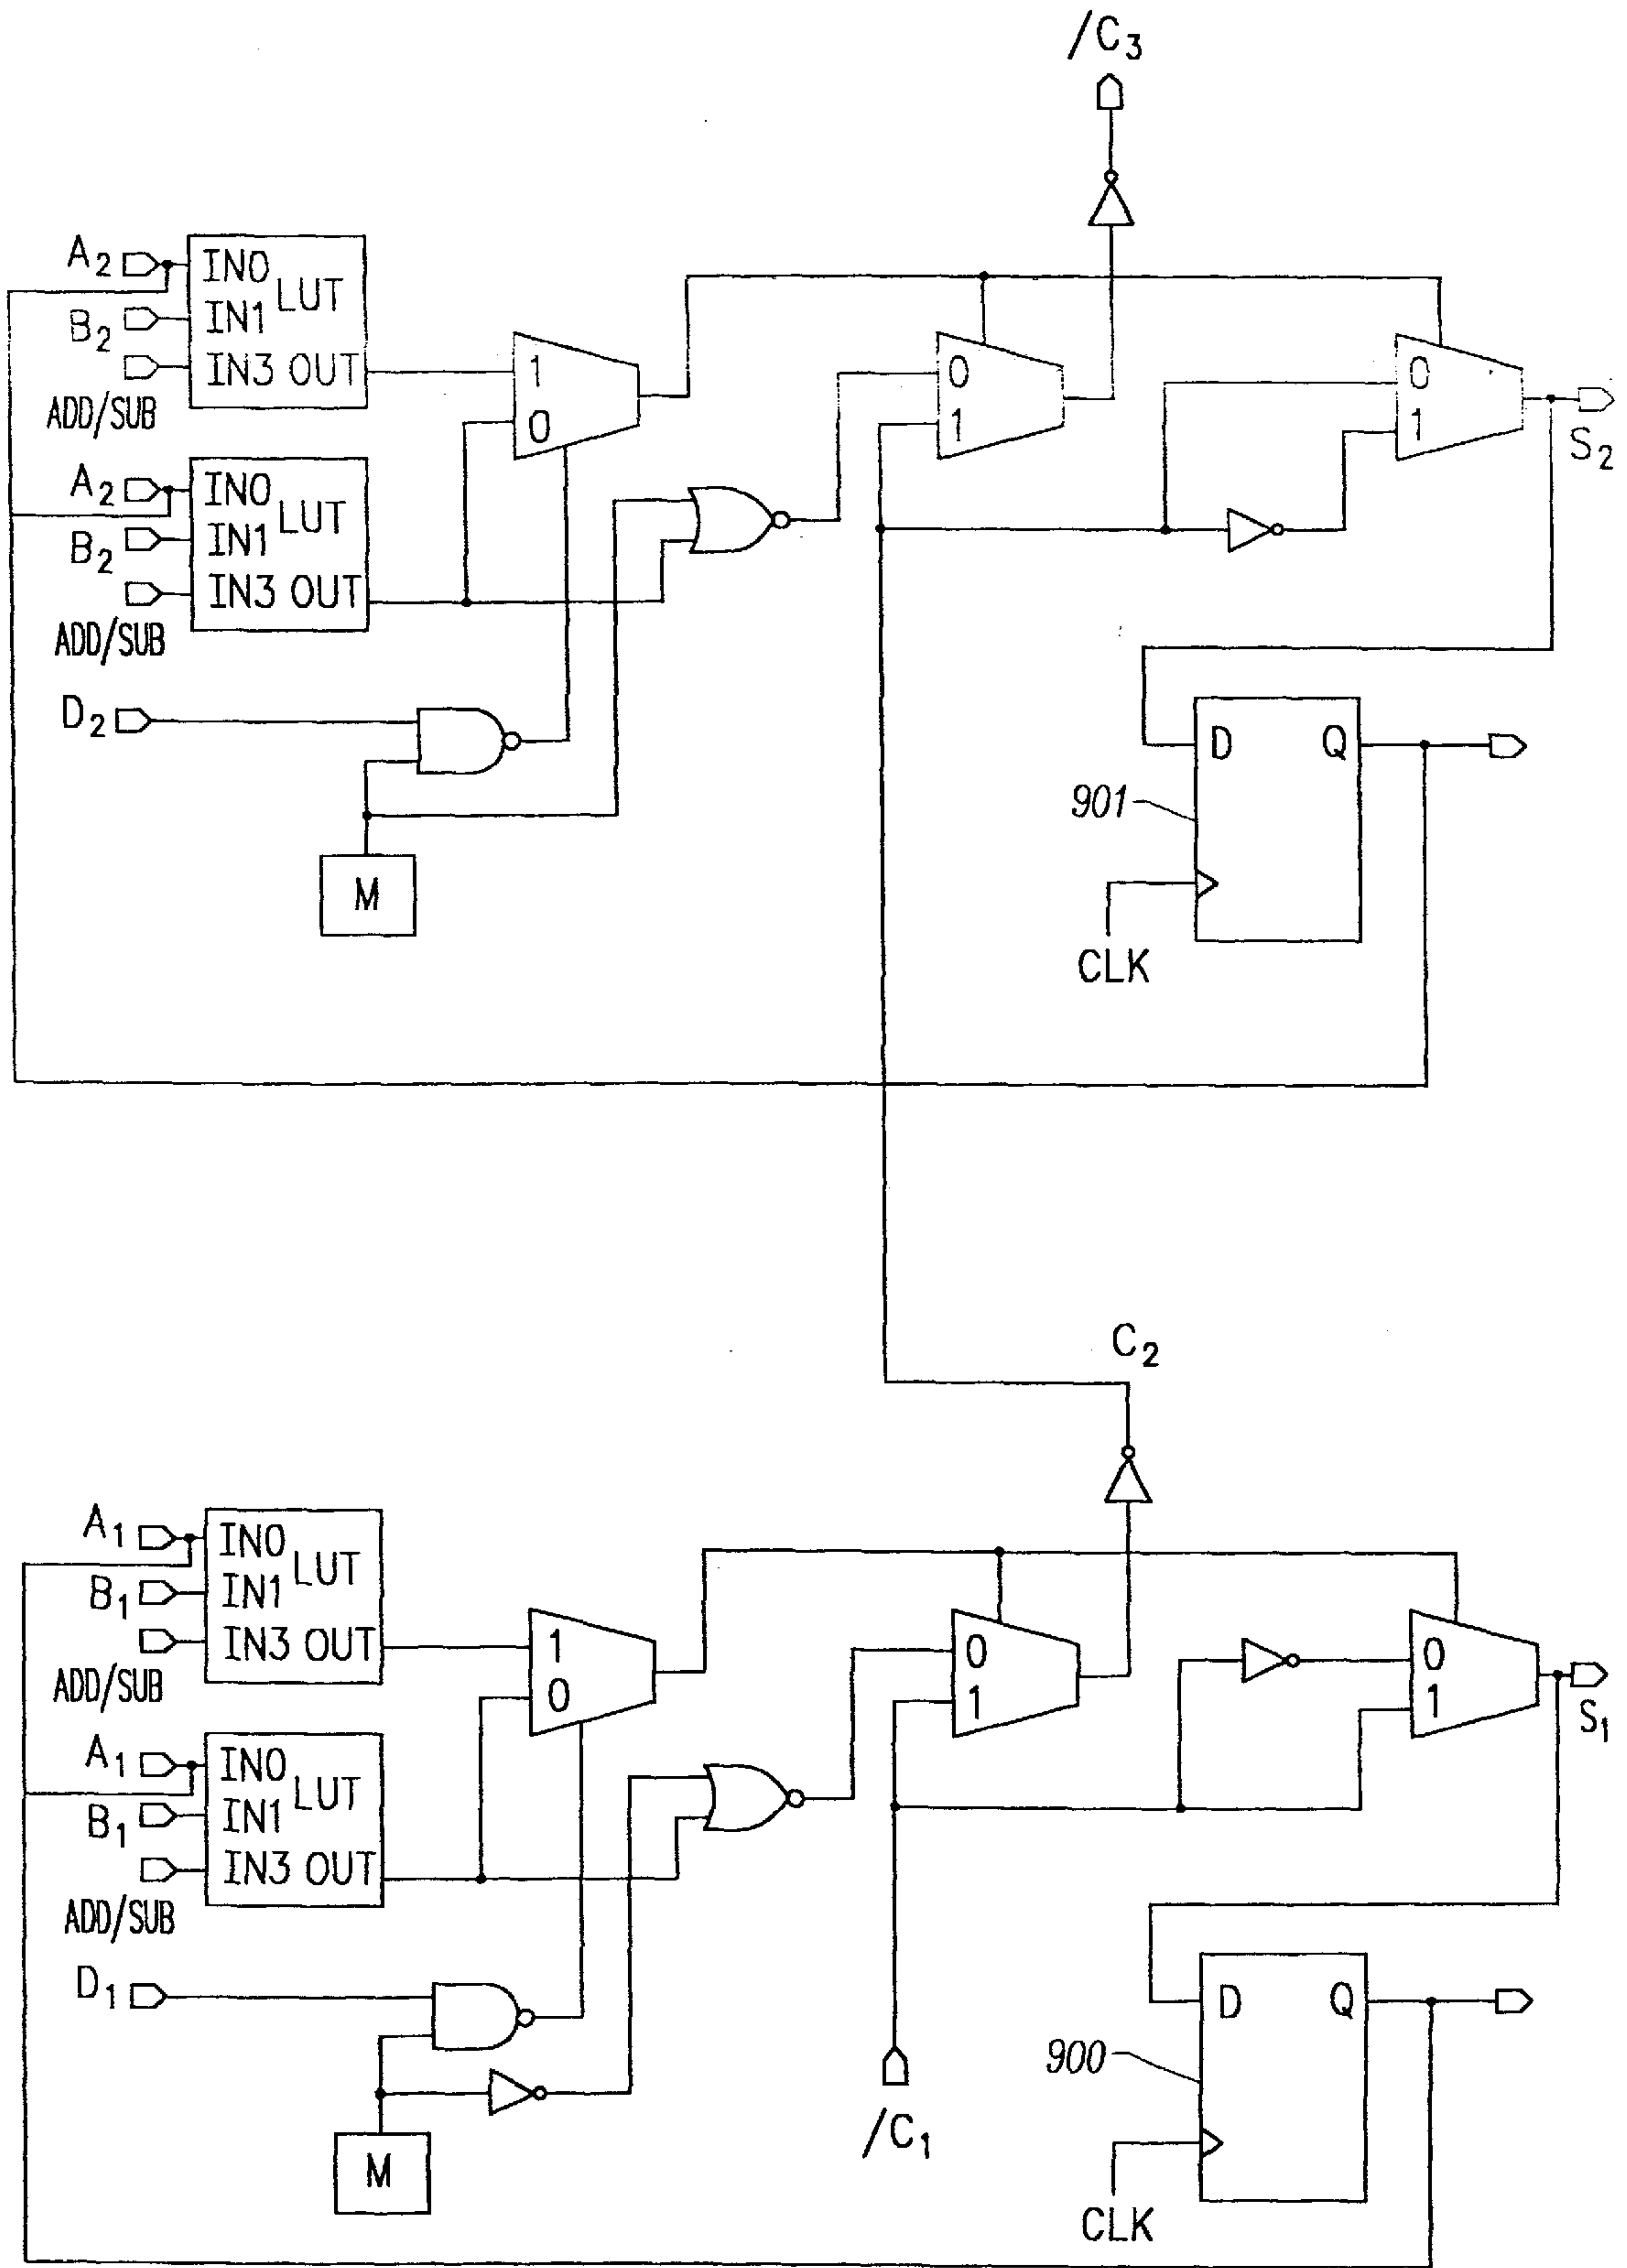 /C3
A2 IN0 LUT
B2 IN1
IN3 OUT
ADD/SUB
1
0
0
1
0
1
S2
A2 IN0 LUT
B2 IN1
IN3 OUT
ADD/SUB
D2
M
D Q
901
CLK
C2
A1 IN0 LUT
B1 IN1
IN3 OUT
ADD/SUB
1
0
0
1
0
1
S1
A1 IN0 LUT
B1 IN1
IN3 OUT
ADD/SUB
D1
M
/C1
D Q
900
CLK